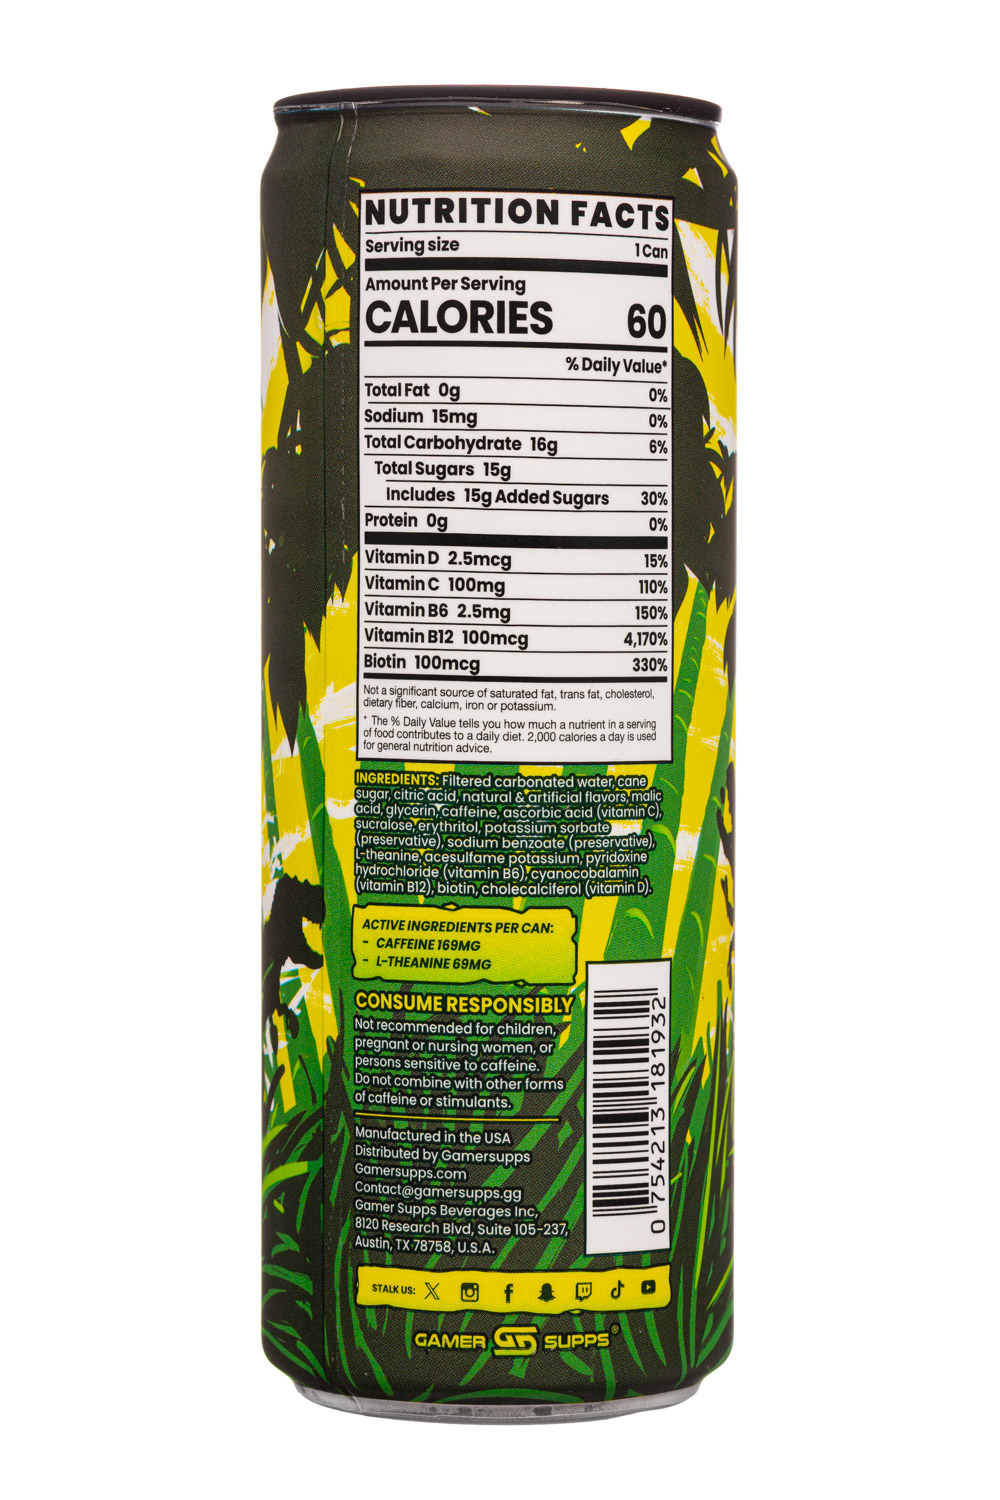 NUTRITION FACTS
Serving size 1 Can
Amount Per Serving
CALORIES 60
% Daily Value*
Total Fat 0g 0%
Sodium 15mg 0%
Total Carbohydrate 16g 6%
Total Sugars 15g
Includes 15g Added Sugars 30%
Protein 0g 0%
Vitamin D 2.5mcg 15%
Vitamin C 100mg 110%
Vitamin B6 2.5mg 150%
Vitamin B12 100mcg 4,170%
Biotin 100mcg 330%
Not a significant source of saturated fat, trans fat, cholesterol,
dietary fiber, calcium, iron or potassium.
* The % Daily Value tells you how much a nutrient in a serving
of food contributes to a daily diet. 2,000 calories a day is used
for general nutrition advice.
INGREDIENTS: Filtered carbonated water, cane
sugar, citric acid, natural & artificial flavors, malic
acid, glycerin, caffeine, ascorbic acid (vitamin C),
sucralose, erythritol, potassium sorbate
(preservative), sodium benzoate (preservative),
L-theanine, acesulfame potassium, pyridoxine
hydrochloride (vitamin B6), cyanocobalamin
(vitamin B12), biotin, cholecalciferol (vitamin D).
ACTIVE INGREDIENTS PER CAN:
- CAFFEINE 169MG
- L-THEANINE 69MG
CONSUME RESPONSIBLY
Not recommended for children,
pregnant or nursing women, or
persons sensitive to caffeine.
Do not combine with other forms
of caffeine or stimulants.
Manufactured in the USA
Distributed by Gamersupps
Gamersupps.com
Contact@gamersupps.gg
Gamer Supps Beverages Inc,
8120 Research Blvd, Suite 105-237,
Austin, TX 78758, U.S.A.
0 754213 181932
STALK US:
GAMER GS SUPPS®